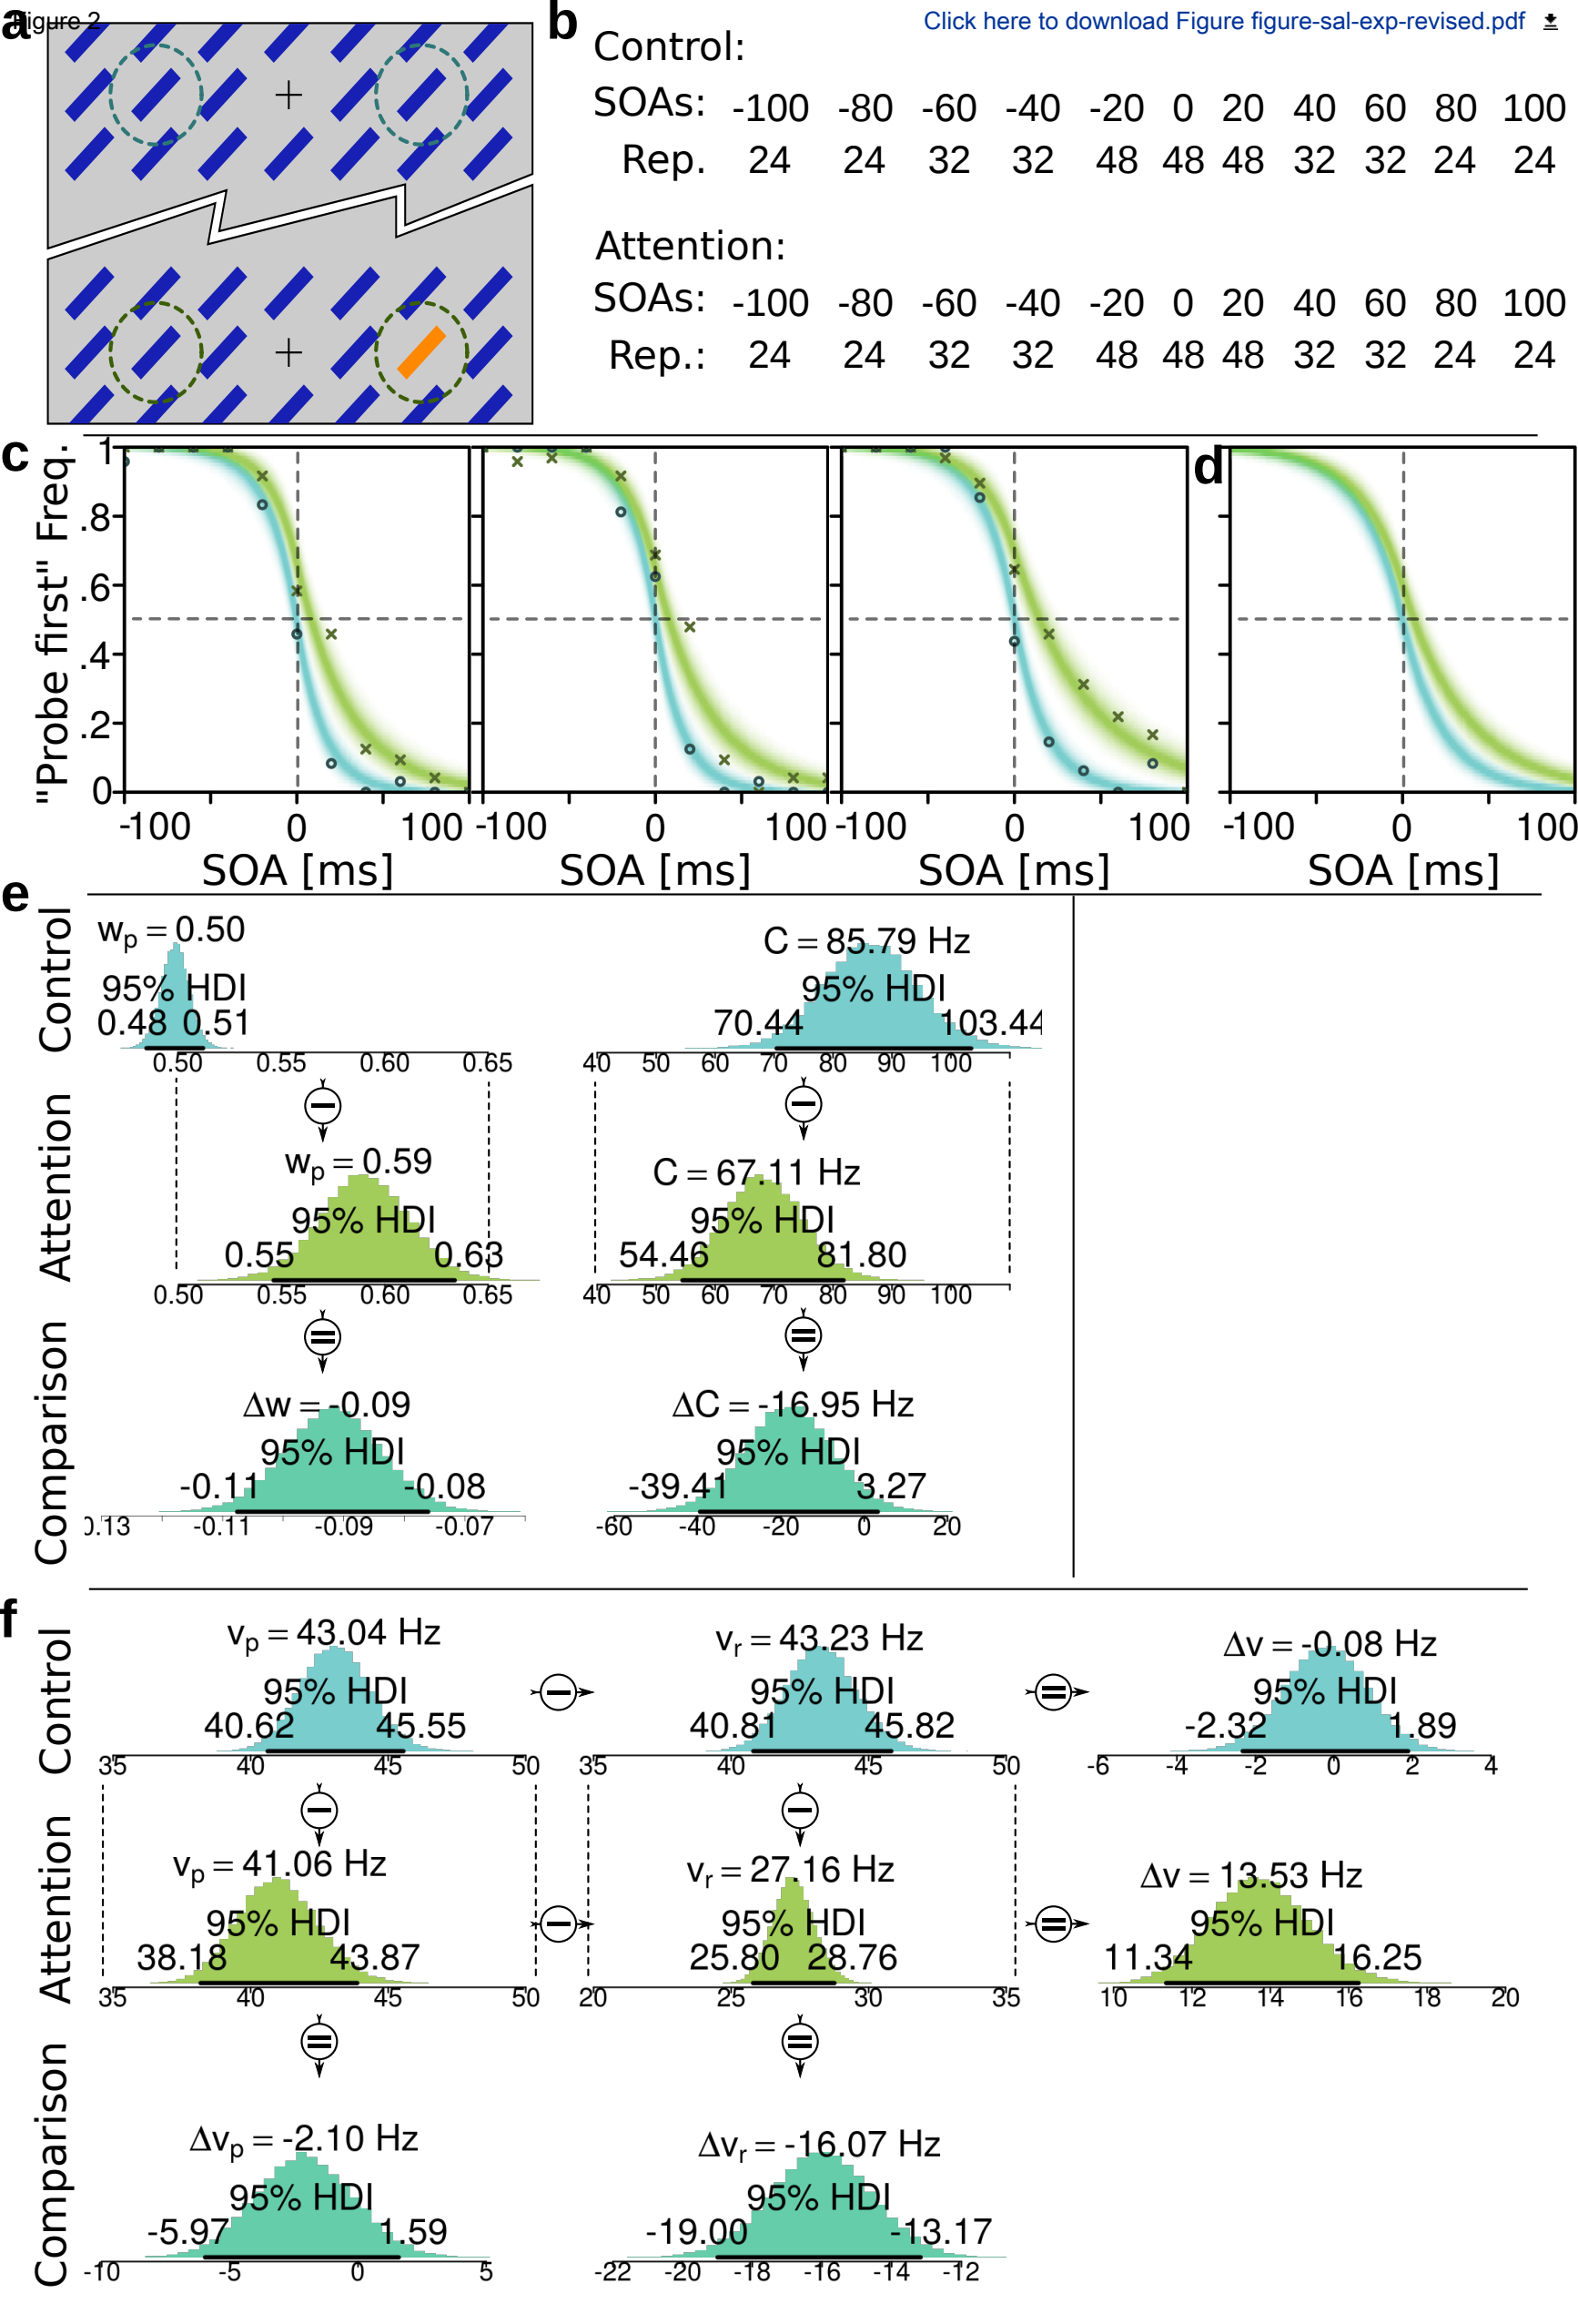 a
Figure 2
b
Click here to download Figure figure-sal-exp-revised.pdf
Control:
SOAs: -100 -80 -60 -40 -20 0 20 40 60 80 100
Rep. 24 24 32 32 48 48 48 32 32 24 24
Attention:
SOAs: -100 -80 -60 -40 -20 0 20 40 60 80 100
Rep.: 24 24 32 32 48 48 48 32 32 24 24
c
d
"Probe first" Freq.
1
.8
.6
.4
.2
0
-100 0 100 -100 0 100 -100 0 100 -100 0 100
SOA [ms] SOA [ms] SOA [ms] SOA [ms]
e
Control
wp = 0.50
95% HDI
0.48 0.51
0.50 0.55 0.60 0.65
C = 85.79 Hz
95% HDI
70.44 103.44
40 50 60 70 80 90 100
Attention
wp = 0.59
95% HDI
0.55 0.63
0.50 0.55 0.60 0.65
C = 67.11 Hz
95% HDI
54.46 81.80
40 50 60 70 80 90 100
Comparison
Δw = -0.09
95% HDI
-0.11 -0.08
0.13 -0.11 -0.09 -0.07
ΔC = -16.95 Hz
95% HDI
-39.41 3.27
-60 -40 -20 0 20
f
Control
vp = 43.04 Hz
95% HDI
40.62 45.55
35 40 45 50
vr = 43.23 Hz
95% HDI
40.81 45.82
35 40 45 50
Δv = -0.08 Hz
95% HDI
-2.32 1.89
-6 -4 -2 0 2 4
Attention
vp = 41.06 Hz
95% HDI
38.18 43.87
35 40 45 50
vr = 27.16 Hz
95% HDI
25.80 28.76
20 25 30 35
Δv = 13.53 Hz
95% HDI
11.34 16.25
10 12 14 16 18 20
Comparison
Δvp = -2.10 Hz
95% HDI
-5.97 1.59
-10 -5 0 5
Δvr = -16.07 Hz
95% HDI
-19.00 -13.17
-22 -20 -18 -16 -14 -12